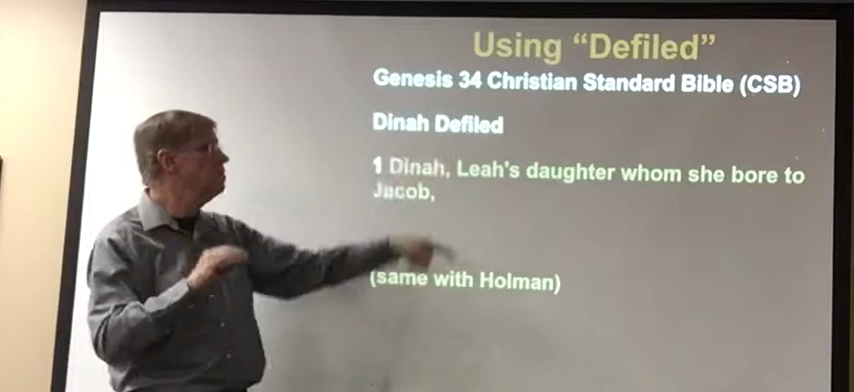 Using “Defiled”
Genesis 34 Christian Standard Bible (CSB)
Dinah Defiled
1 Dinah, Leah's daughter whom she bore to
Jacob,
(same with Holman)